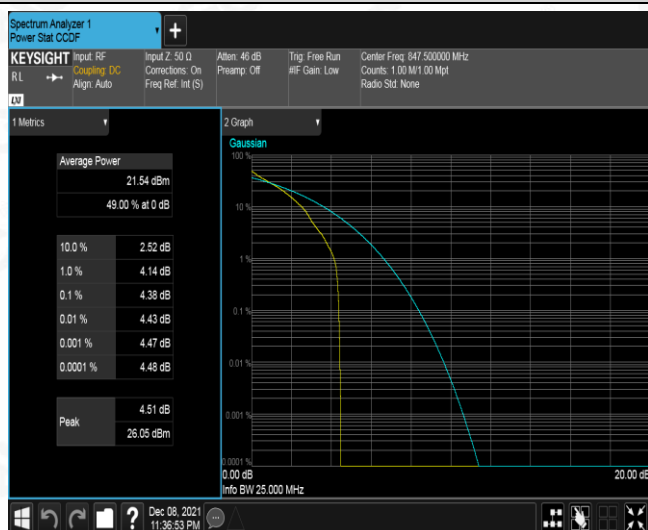 Spectrum Analyzer 1
Power Stat CCDF
+
KEYSIGHT
RL
LXI
Input: RF
Coupling: DC
Align: Auto
Input Z: 50 Ω
Corrections: On
Freq Ref: Int (S)
Atten: 46 dB
Preamp: Off
Trig: Free Run
#IF Gain: Low
Center Freq: 847.500000 MHz
Counts: 1.00 M/1.00 Mpt
Radio Std: None
1 Metrics
Average Power
21.54 dBm
49.00 % at 0 dB
10.0 % 2.52 dB
1.0 % 4.14 dB
0.1 % 4.38 dB
0.01 % 4.43 dB
0.001 % 4.47 dB
0.0001 % 4.48 dB
Peak
4.51 dB
26.05 dBm
2 Graph
Gaussian
100 %
10 %
1 %
0.1 %
0.01 %
0.001 %
0.0001 %
0.00 dB
20.00 dB
Info BW 25.000 MHz
?
Dec 08, 2021
11:36:53 PM